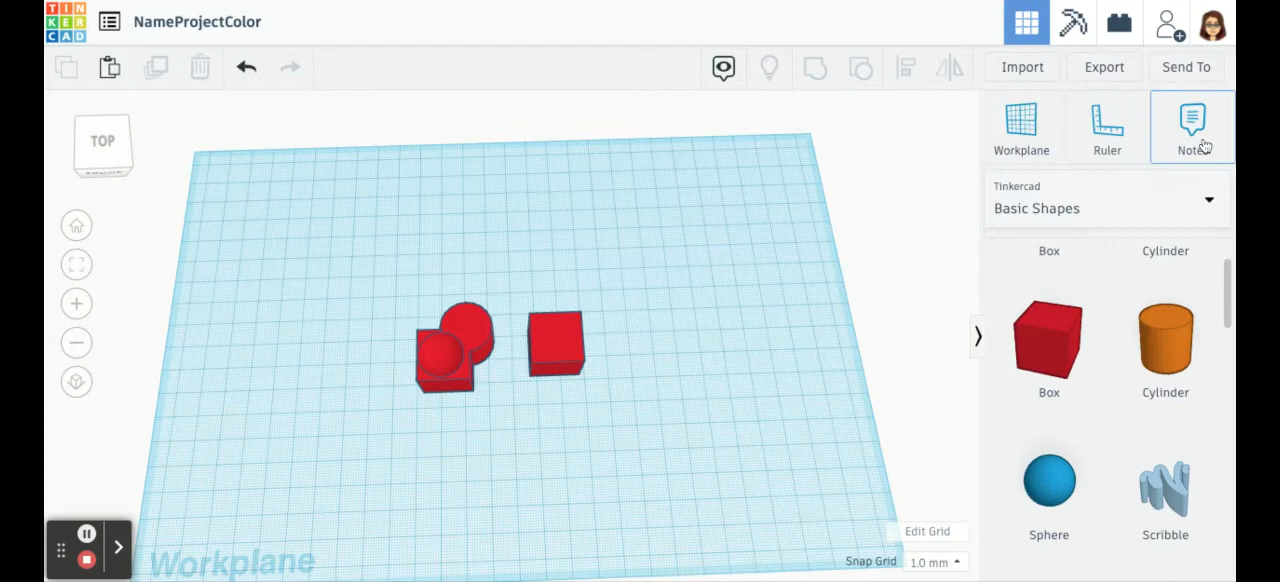 TIN
KER
CAD
NameProjectColor
Import
Export
Send To
TOP
Workplane
Ruler
Notes
Tinkercad
Basic Shapes
Box
Cylinder
Box
Cylinder
Sphere
Scribble
Workplane
Edit Grid
Snap Grid
1.0 mm